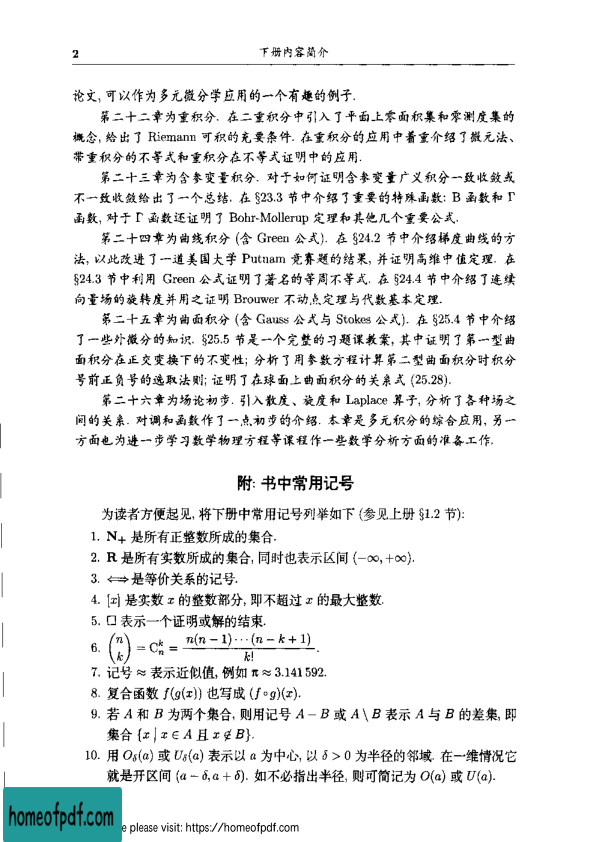 2 下册内容简介
论文, 可以作为多元微分学应用的一个有趣的例子.
第二十二章为重积分. 在二重积分中引入了平面上零面积集和零测度集的
概念, 给出了 Riemann 可积的充要条件. 在重积分的应用中着重介绍了微元法、
带重积分的不等式和重积分在不等式证明中的应用.
第二十三章为含参变量积分. 对于如何证明含参变量广义积分一致收敛或
不一致收敛给出了一个总结. 在 §23.3 节中介绍了重要的特殊函数: B 函数和 Γ
函数, 对于 Γ 函数还证明了 Bohr-Mollerup 定理和其他几个重要公式.
第二十四章为曲线积分 (含 Green 公式). 在 §24.2 节中介绍梯度曲线的方
法, 以此改进了一道美国大学 Putnam 竞赛题的结果, 并证明高维中值定理. 在
§24.3 节中利用 Green 公式证明了著名的等周不等式. 在 §24.4 节中介绍了连续
向量场的旋转度并用之证明 Brouwer 不动点定理与代数基本定理.
第二十五章为曲面积分 (含 Gauss 公式与 Stokes 公式). 在 §25.4 节中介绍
了一些外微分的知识. §25.5 节是一个完整的习题课教案, 其中证明了第一型曲
面积分在正交变换下的不变性; 分析了用参数方程计算第二型曲面积分时积分
号前正负号的选取法则; 证明了在球面上曲面积分的关系式 (25.28).
第二十六章为场论初步. 引入散度、旋度和 Laplace 算子, 分析了各种场之
间的关系. 对调和函数作了一点初步的介绍. 本章是多元积分的综合应用, 另一
方面也为进一步学习数学物理方程等课程作一些数学分析方面的准备工作.
附: 书中常用记号
为读者方便起见, 将下册中常用记号列举如下 (参见上册 §1.2 节):
1. N₊ 是所有正整数所成的集合.
2. R 是所有实数所成的集合, 同时也表示区间 (−∞, +∞).
3. ⟺ 是等价关系的记号.
4. [x] 是实数 x 的整数部分, 即不超过 x 的最大整数.
5. □ 表示一个证明或解的结束.
6. (n k) = Cₙᵏ = n(n − 1)···(n − k + 1) / k!.
7. 记号 ≈ 表示近似值, 例如 π ≈ 3.141 592.
8. 复合函数 f(g(x)) 也写成 (f∘g)(x).
9. 若 A 和 B 为两个集合, 则用记号 A − B 或 A \ B 表示 A 与 B 的差集, 即
集合 {x | x ∈ A 且 x ∉ B}.
10. 用 O_δ(a) 或 U_δ(a) 表示以 a 为中心, 以 δ > 0 为半径的邻域. 在一维情况它
就是开区间 (a − δ, a + δ). 如不必指出半径, 则可简记为 O(a) 或 U(a).
homeofpdf.com
e please visit: https://homeofpdf.com